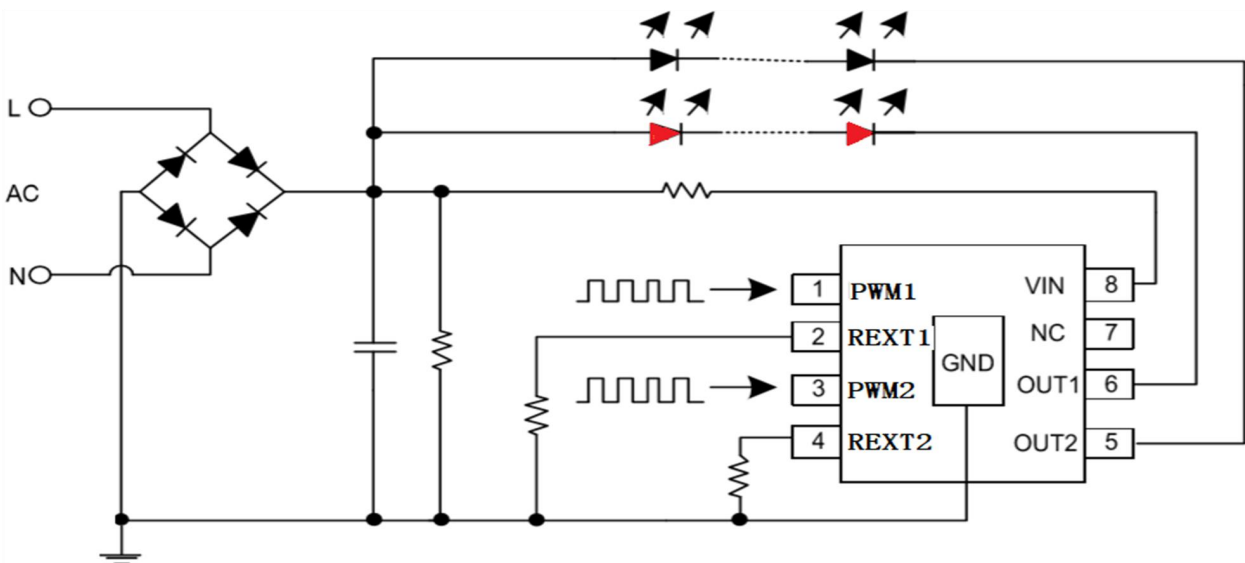 L
AC
N
1 PWM1
2 REXT1
3 PWM2
4 REXT2
GND
VIN 8
NC 7
OUT1 6
OUT2 5